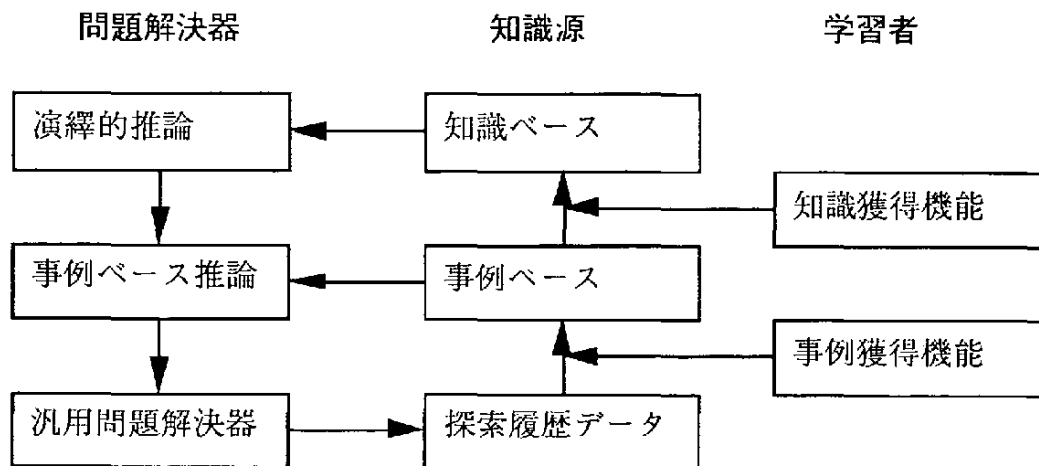 問題解決器
知識源
学習者
演繹的推論
知識ベース
知識獲得機能
事例ベース推論
事例ベース
事例獲得機能
汎用問題解決器
探索履歴データ